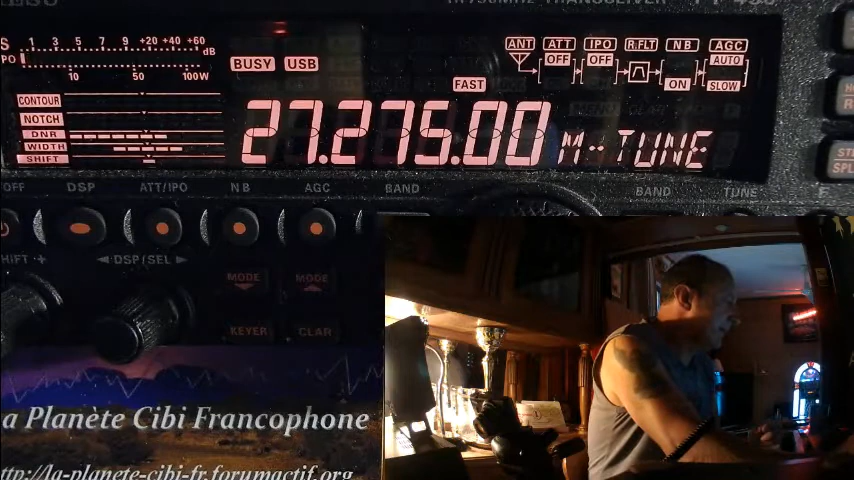 TRANSCEIVER
S 1 3 5 7 9 +20 +40 +60 dB
PO
10 50 100W
BUSY USB
FAST
ANT ATT IPO R.FLT NB AGC
OFF OFF AUTO
ON SLOW
CONTOUR
NOTCH
DNR
WIDTH
SHIFT
27.275.00 M-TUNE
OFF DSP ATT/IPO NB AGC BAND BAND TUNE
SHIFT DSP/SEL
MODE MODE
KEYER CLAR
a Planète Cibi Francophone
ttp://la-planete-cibi-fr.forumactif.org